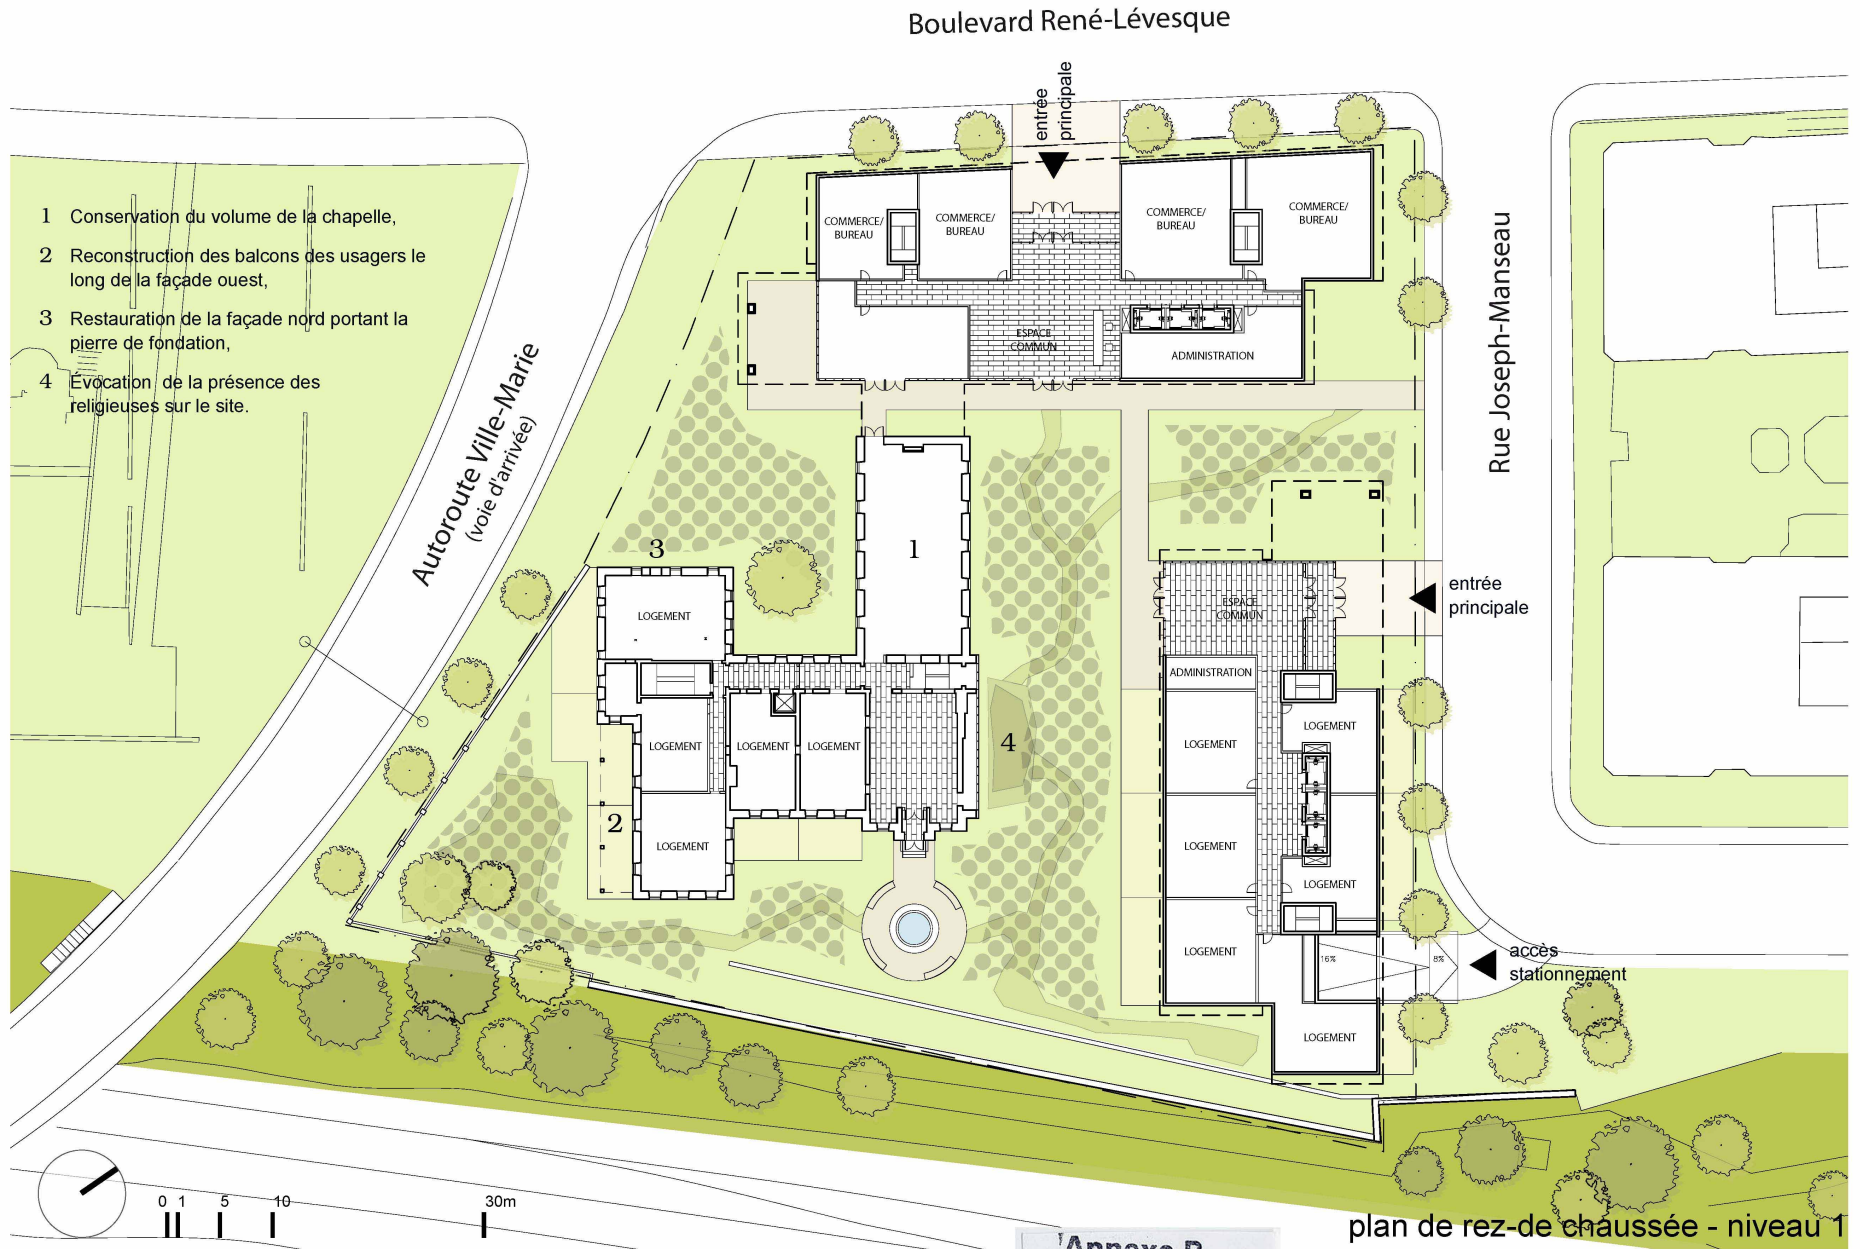 Boulevard René-Lévesque
entrée
principale
1 Conservation du volume de la chapelle,
2 Reconstruction des balcons des usagers le
long de la façade ouest,
3 Restauration de la façade nord portant la
pierre de fondation,
4 Évocation de la présence des
religieuses sur le site.
Autoroute Ville-Marie
(voie d'arrivée)
Rue Joseph-Manseau
COMMERCE/
BUREAU
COMMERCE/
BUREAU
COMMERCE/
BUREAU
COMMERCE/
BUREAU
ESPACE
COMMUN
ADMINISTRATION
1
3
LOGEMENT
ESPACE
COMMUN
entrée
principale
ADMINISTRATION
LOGEMENT
LOGEMENT
LOGEMENT
4
LOGEMENT
LOGEMENT
2
LOGEMENT
LOGEMENT
LOGEMENT
LOGEMENT
16%
8%
accès
stationnement
LOGEMENT
0 1 5 10 30m
plan de rez-de chaussée - niveau 1
Annexe B